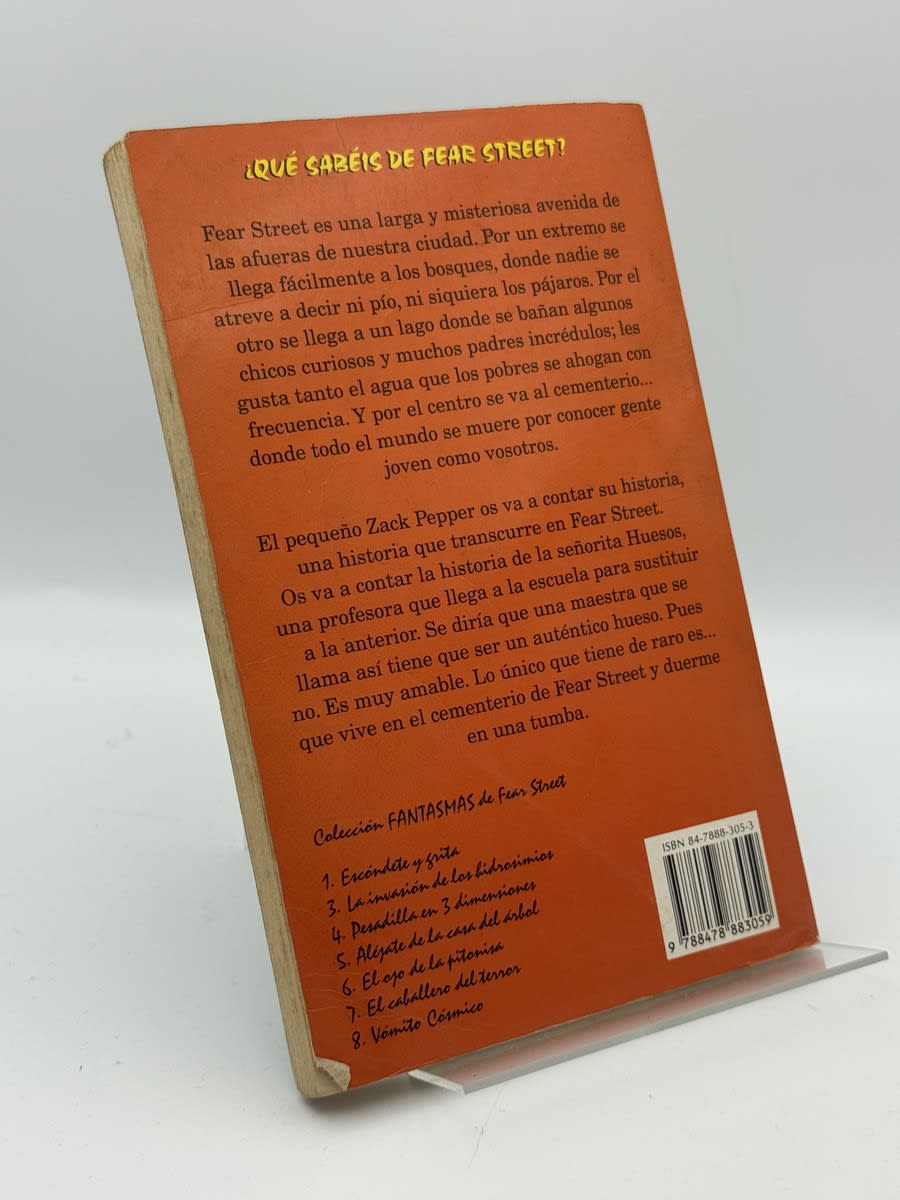 ¿QUÉ SABÉIS DE FEAR STREET?
Fear Street es una larga y misteriosa avenida de
las afueras de nuestra ciudad. Por un extremo se
llega fácilmente a los bosques, donde nadie se
atreve a decir ni pío, ni siquiera los pájaros. Por el
otro se llega a un lago donde se bañan algunos
chicos curiosos y muchos padres incrédulos; les
gusta tanto el agua que los pobres se ahogan con
frecuencia. Y por el centro se va al cementerio...
donde todo el mundo se muere por conocer gente
joven como vosotros.
El pequeño Zack Pepper os va a contar su historia,
una historia que transcurre en Fear Street.
Os va a contar la historia de la señorita Huesos,
una profesora que llega a la escuela para sustituir
a la anterior. Se diría que una maestra que se
llama así tiene que ser un auténtico hueso. Pues
no. Es muy amable. Lo único que tiene de raro es...
que vive en el cementerio de Fear Street y duerme
en una tumba.
Colección FANTASMAS de Fear Street
1. Escóndete y grita
3. La invasión de los hidrosimios
4. Pesadilla en 3 dimensiones
5. Aléjate de la casa del árbol
6. El ojo de la pitonisa
7. El caballero del terror
8. Vómito Cósmico
ISBN 84-7888-305-3
9 788478 883059